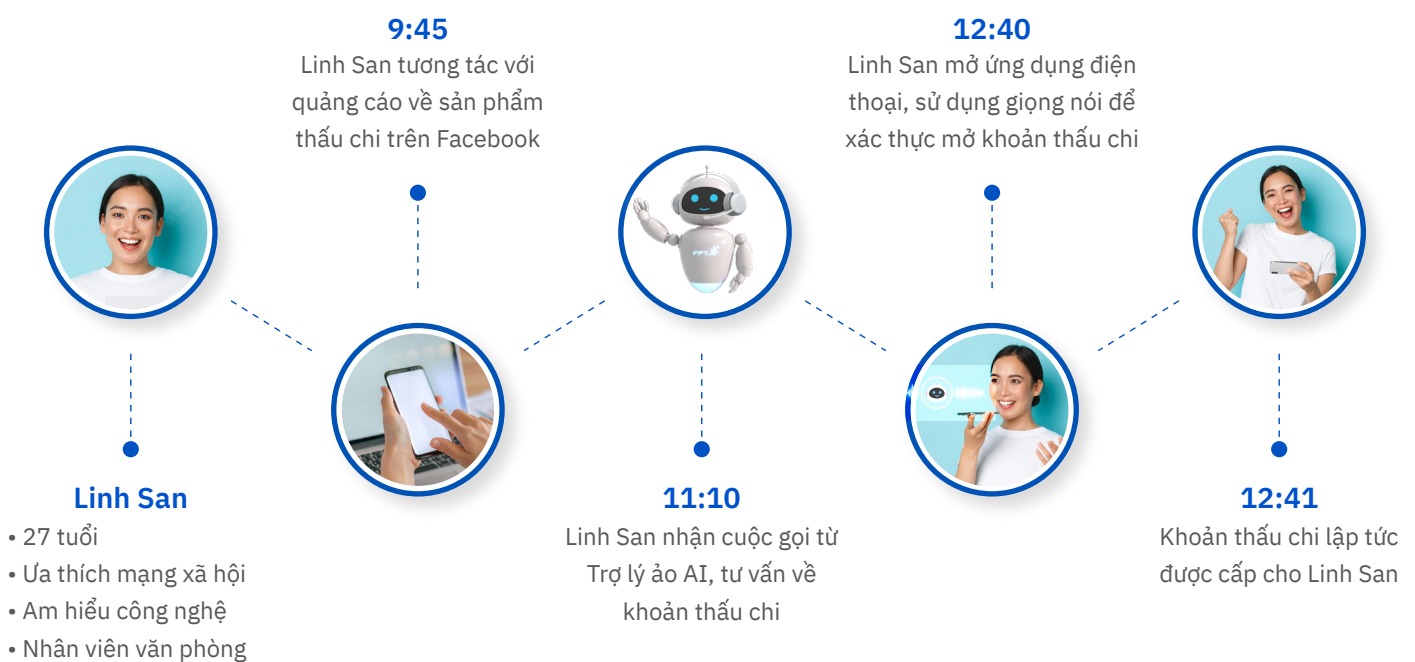 9:45
Linh San tương tác với
quảng cáo về sản phẩm
thấu chi trên Facebook
12:40
Linh San mở ứng dụng điện
thoại, sử dụng giọng nói để
xác thực mở khoản thấu chi
FPT
Linh San
• 27 tuổi
• Ưa thích mạng xã hội
• Am hiểu công nghệ
• Nhân viên văn phòng
11:10
Linh San nhận cuộc gọi từ
Trợ lý ảo AI, tư vấn về
khoản thấu chi
12:41
Khoản thấu chi lập tức
được cấp cho Linh San